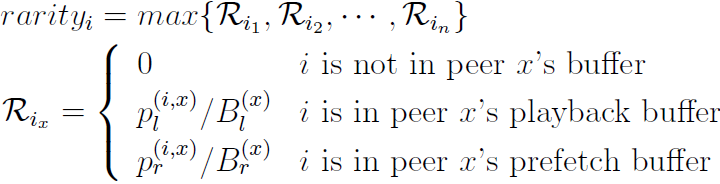 rarity_i = max{ℛ_{i_1}, ℛ_{i_2}, ⋯ , ℛ_{i_n}}
ℛ_{i_x} = { 0 i is not in peer x's buffer
p_l^{(i,x)}/B_l^{(x)} i is in peer x's playback buffer
p_r^{(i,x)}/B_r^{(x)} i is in peer x's prefetch buffer